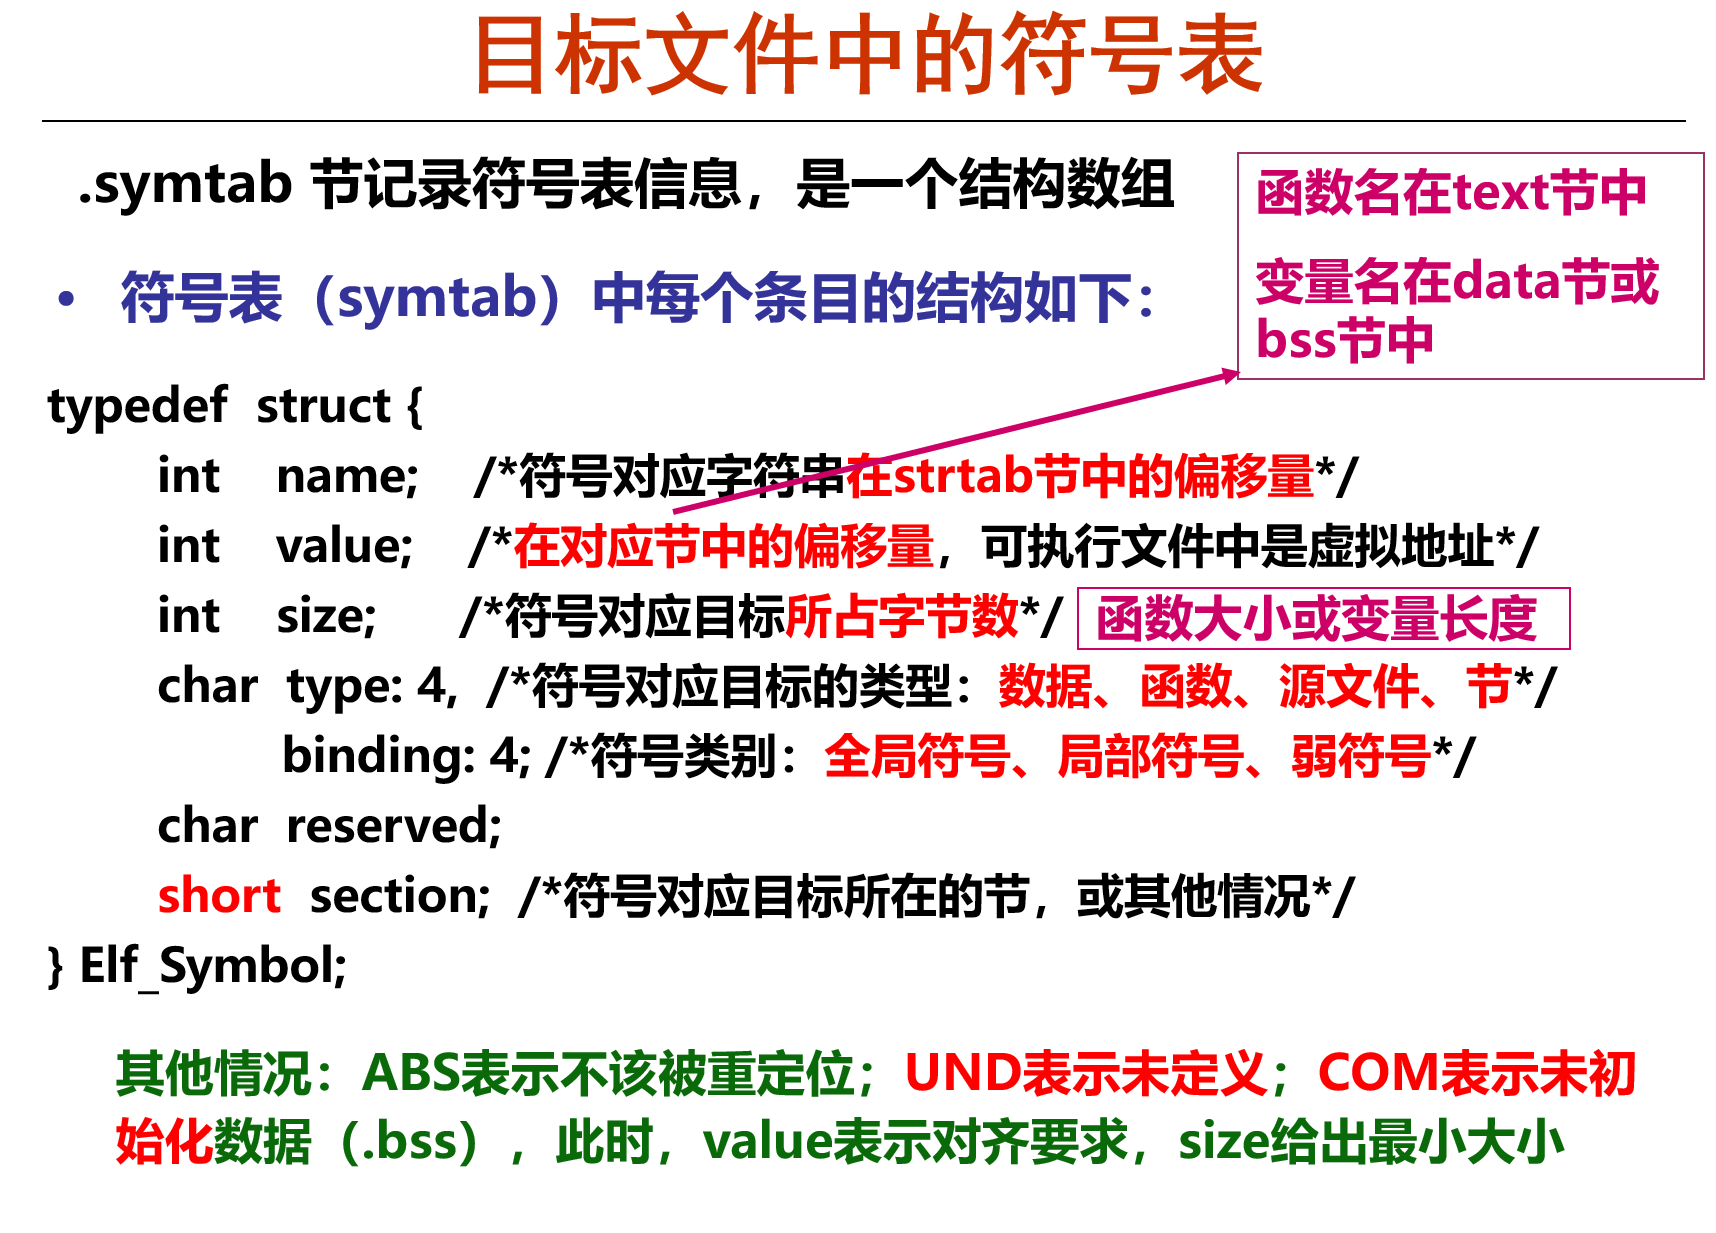 目标文件中的符号表
.symtab 节记录符号表信息，是一个结构数组
函数名在text节中
变量名在data节或
bss节中
• 符号表（symtab）中每个条目的结构如下：
typedef struct {
int name; /*符号对应字符串在strtab节中的偏移量*/
int value; /*在对应节中的偏移量，可执行文件中是虚拟地址*/
int size; /*符号对应目标所占字节数*/ 函数大小或变量长度
char type: 4, /*符号对应目标的类型：数据、函数、源文件、节*/
binding: 4; /*符号类别：全局符号、局部符号、弱符号*/
char reserved;
short section; /*符号对应目标所在的节，或其他情况*/
} Elf_Symbol;
其他情况：ABS表示不该被重定位；UND表示未定义；COM表示未初
始化数据（.bss），此时，value表示对齐要求，size给出最小大小